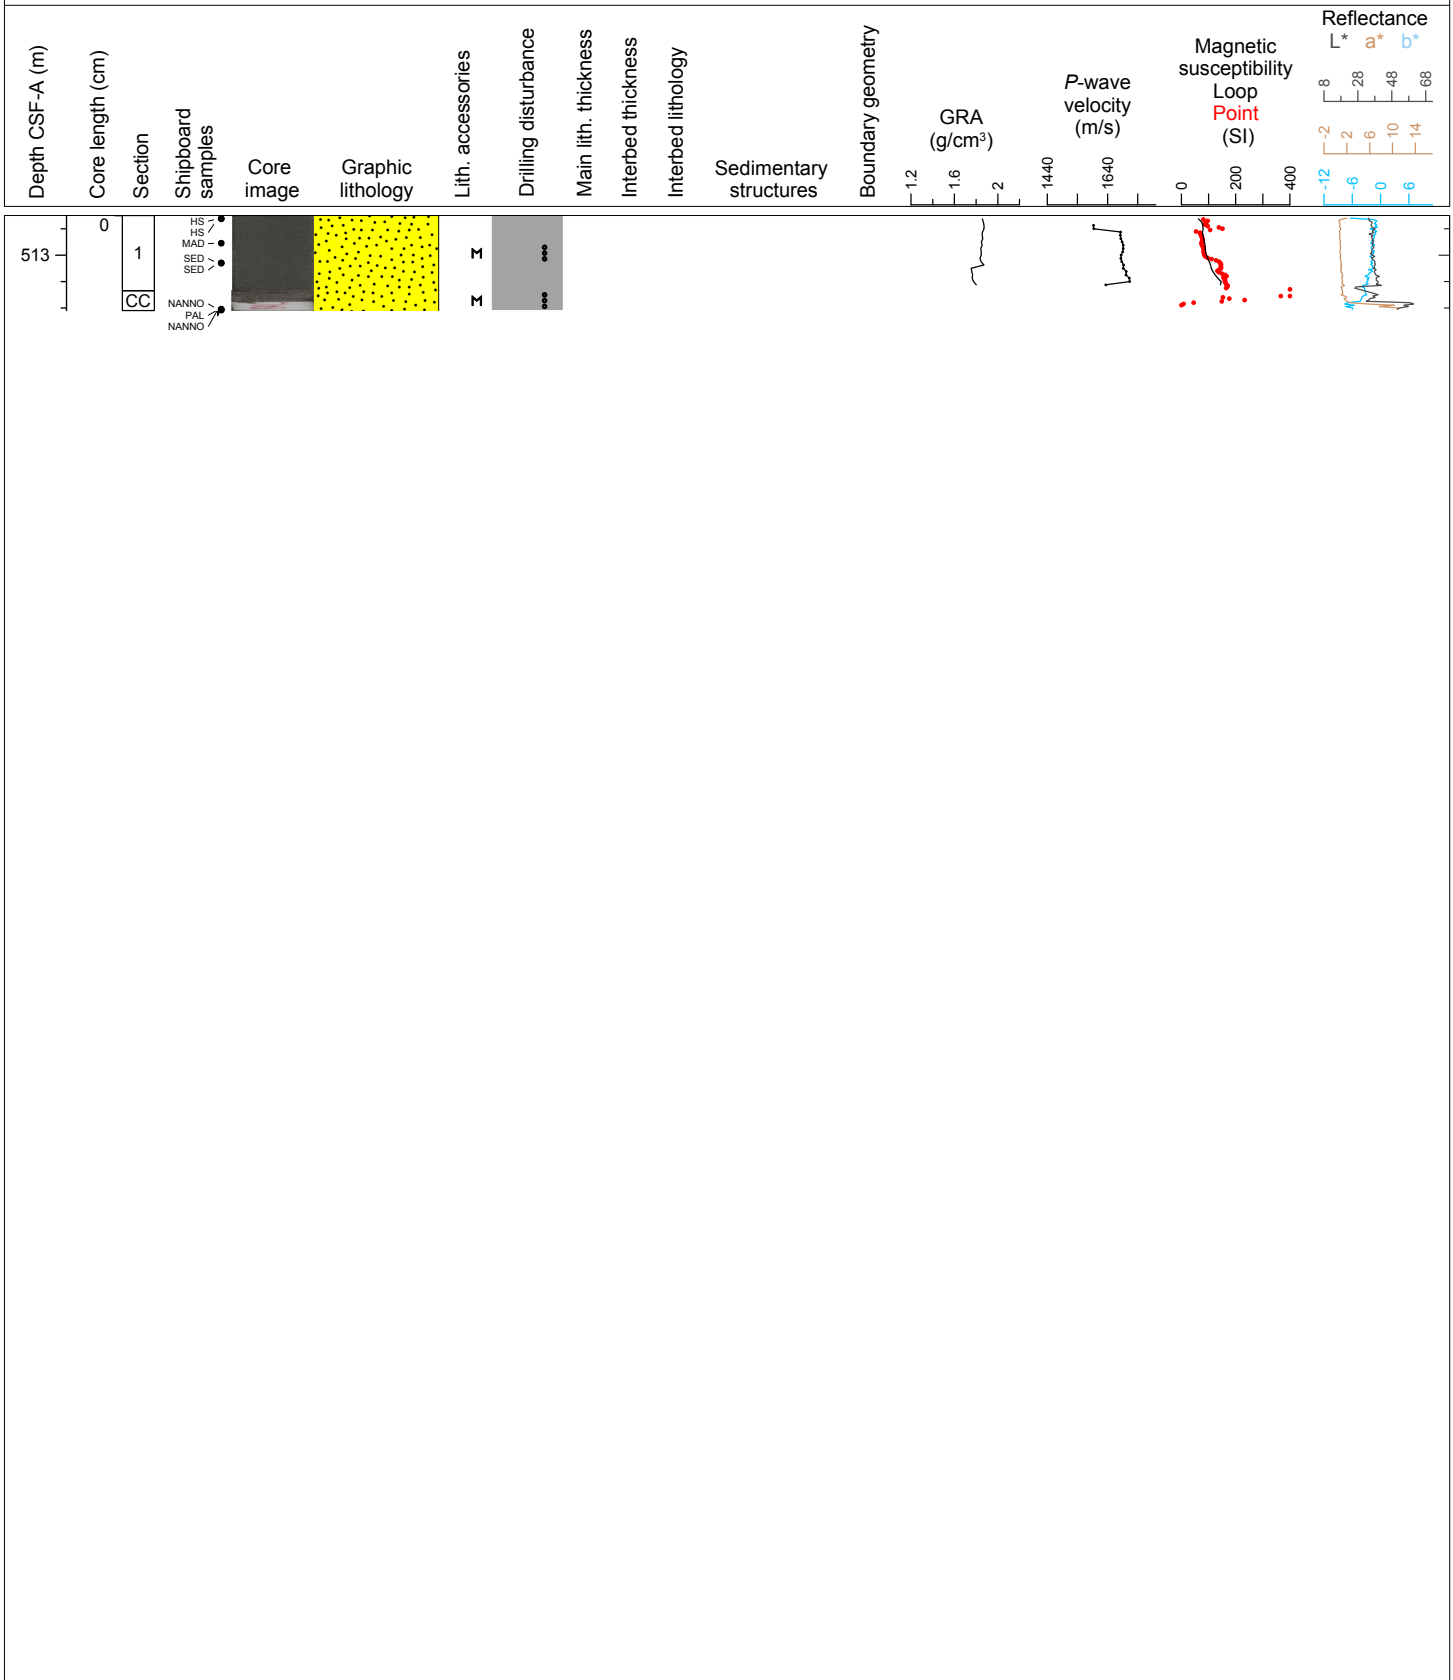 Depth CSF-A (m)
Core length (cm)
Section
Shipboard
samples
Core
image
Graphic
lithology
Lith. accessories
Drilling disturbance
Main lith. thickness
Interbed thickness
Interbed lithology
Sedimentary
structures
Boundary geometry
GRA
(g/cm³)
1.2 1.6 2
P-wave
velocity
(m/s)
1440 1640
Magnetic
susceptibility
Loop
Point
(SI)
0 200 400
Reflectance
L* a* b*
8 28 48 68
-2 2 6 10 14
-12 -6 0 6
513
0
1
CC
HS
HS
MAD
SED
SED
NANNO
PAL
NANNO
M
M